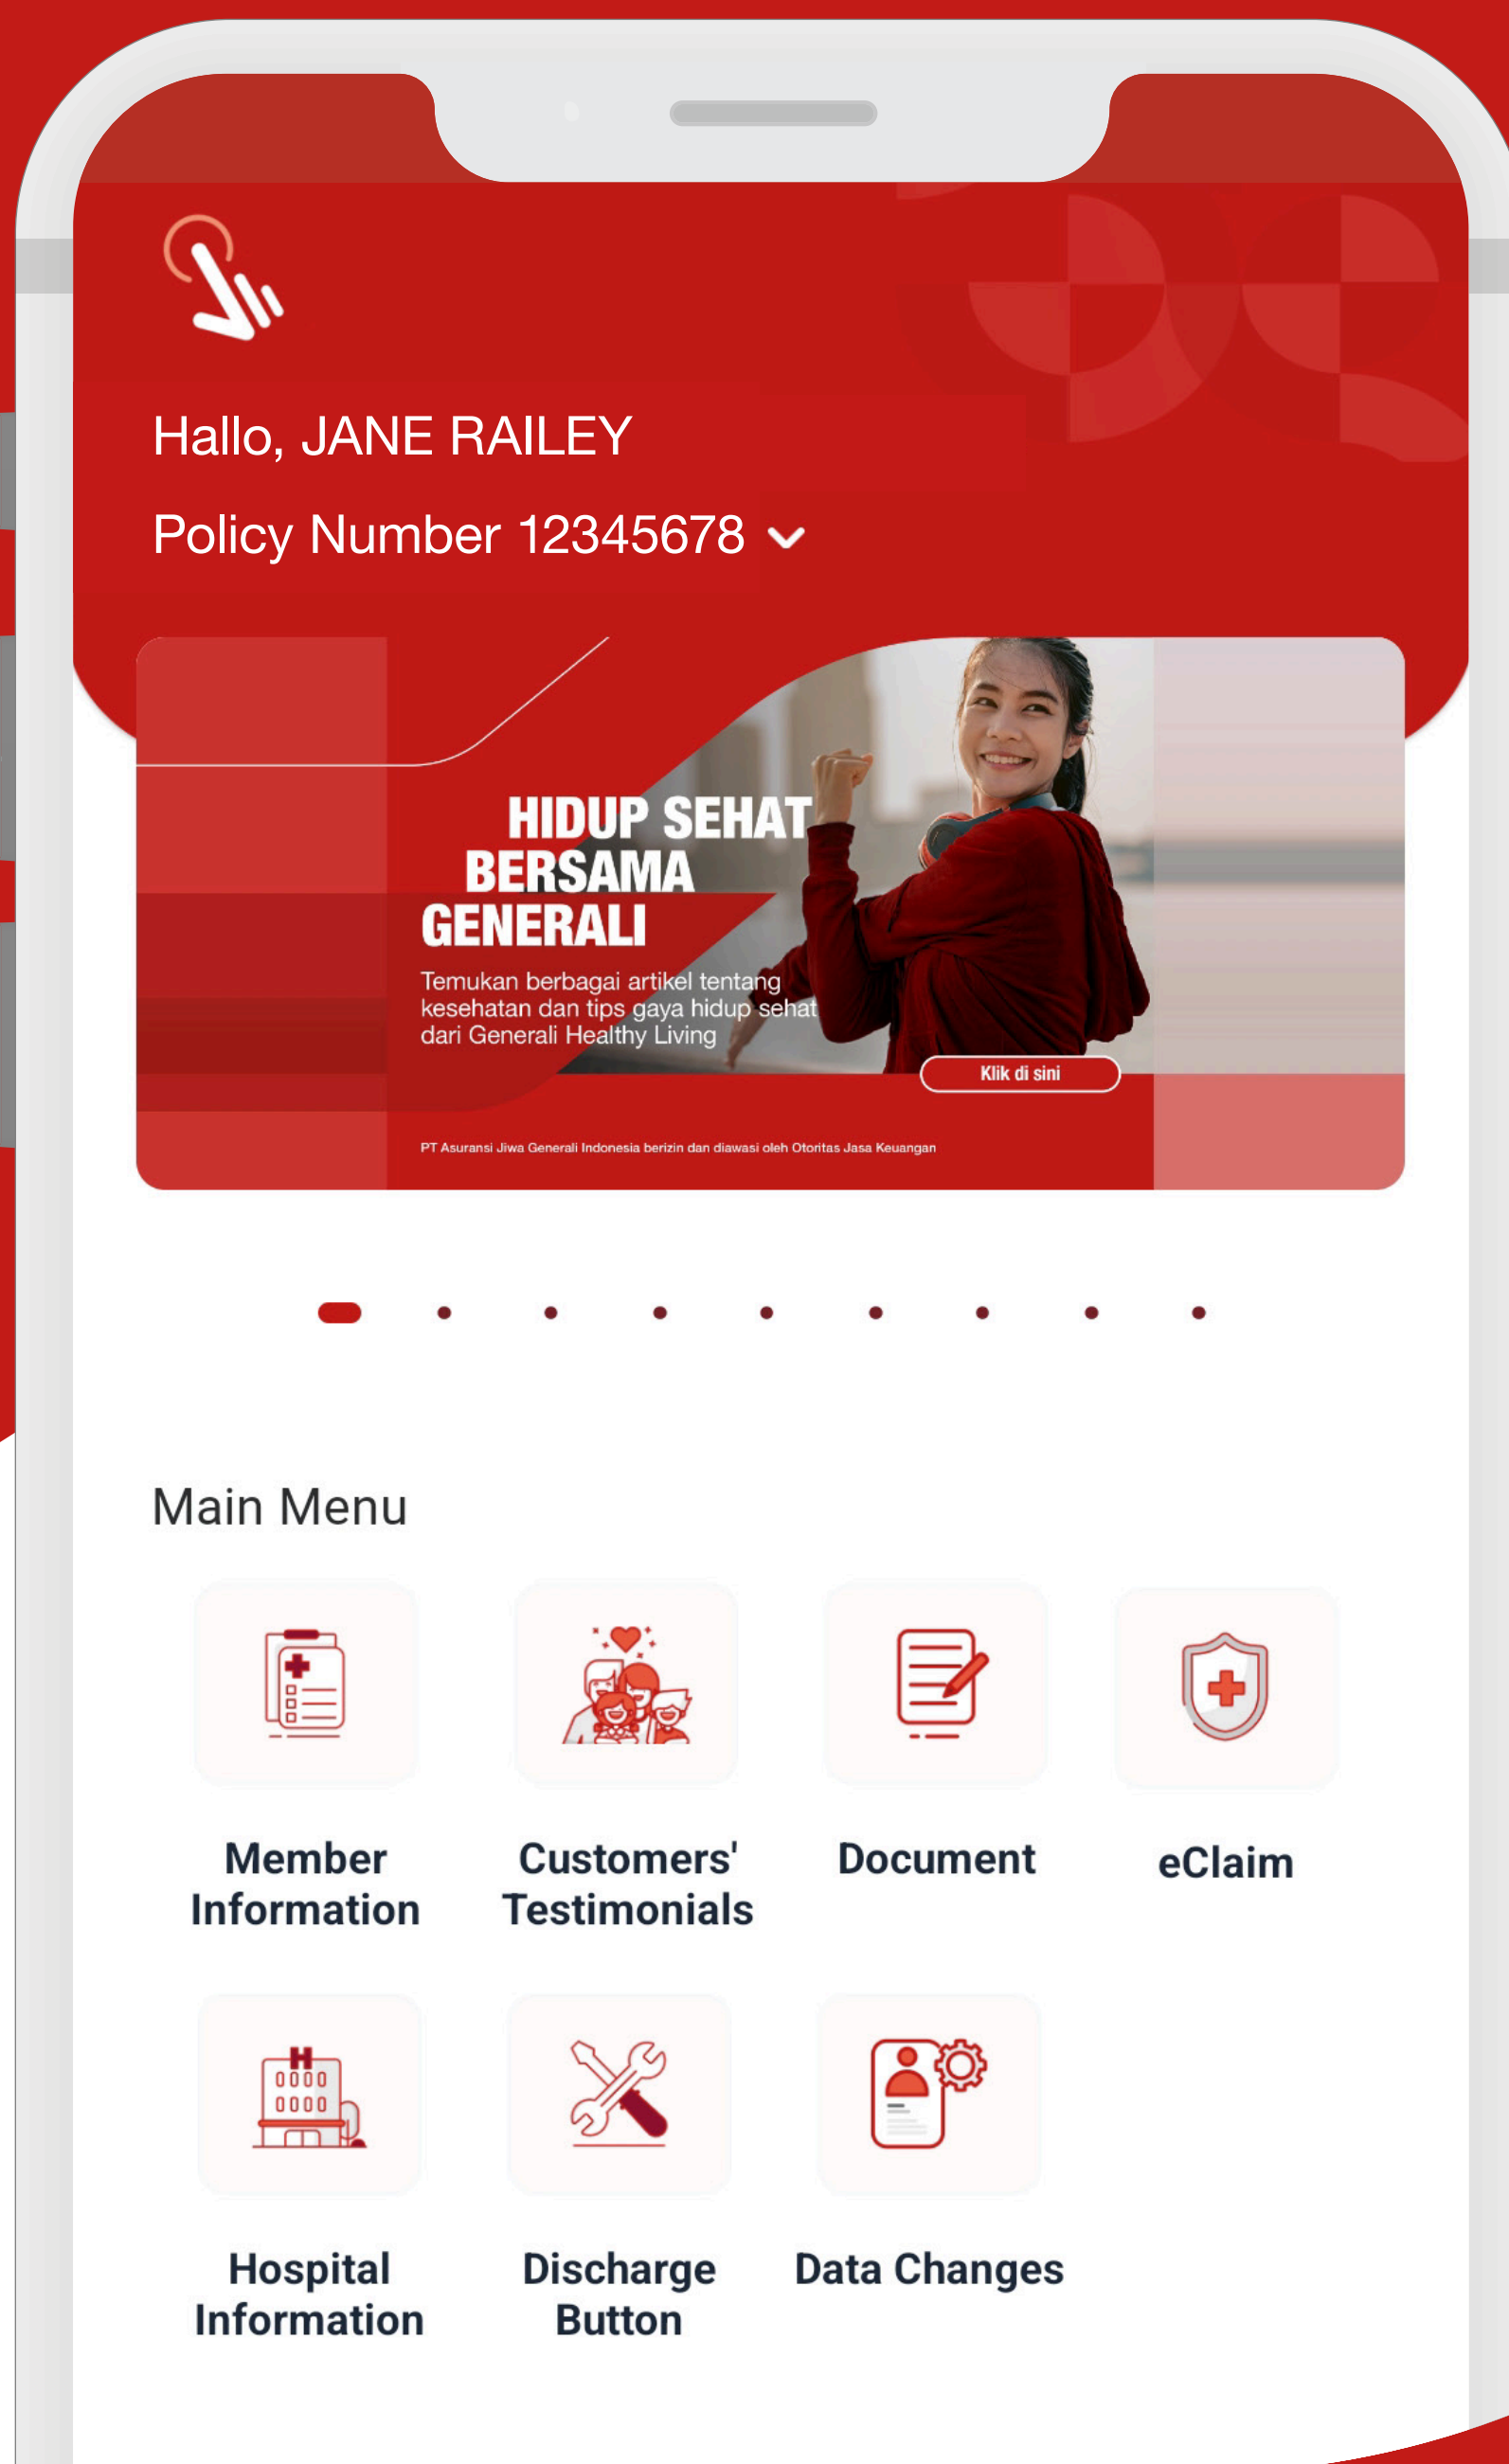 Hallo, JANE RAILEY
Policy Number 12345678
HIDUP SEHAT
BERSAMA
GENERALI
Temukan berbagai artikel tentang
kesehatan dan tips gaya hidup sehat
dari Generali Healthy Living
Klik di sini
PT Asuransi Jiwa Generali Indonesia berizin dan diawasi oleh Otoritas Jasa Keuangan
Main Menu
Member
Information
Customers'
Testimonials
Document
eClaim
Hospital
Information
Discharge
Button
Data Changes